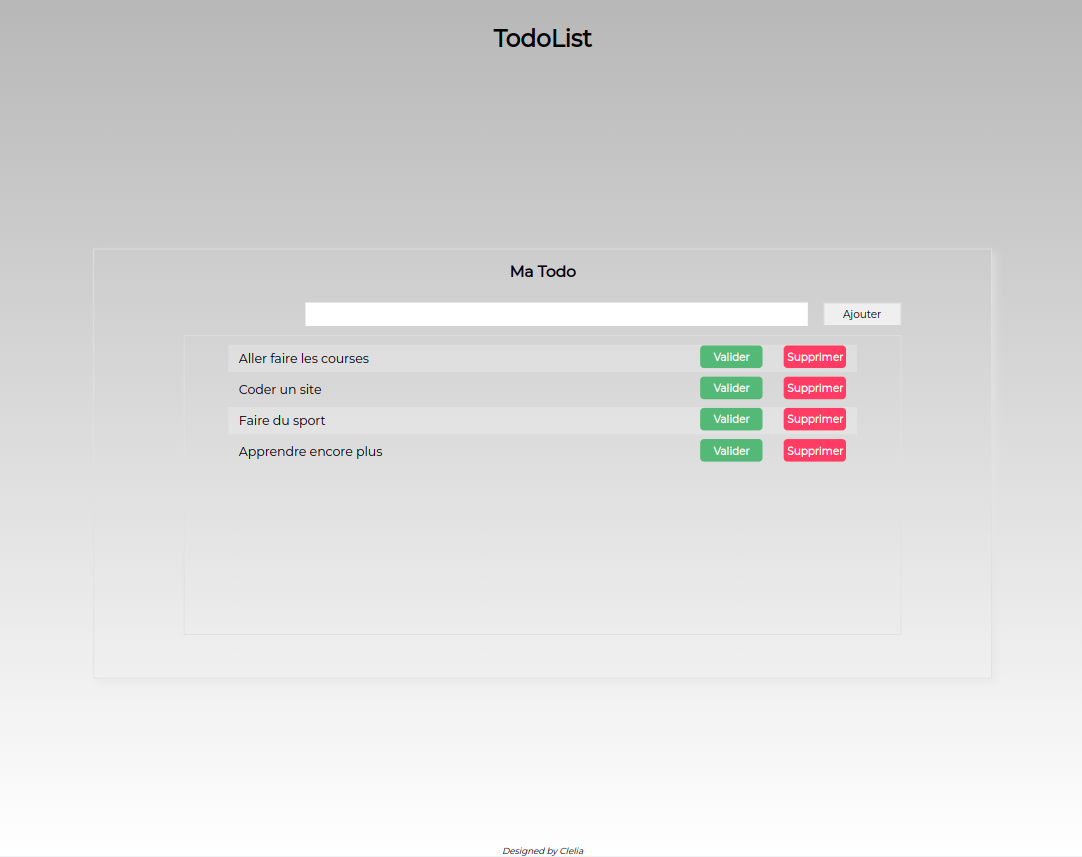 TodoList
Ma Todo
Ajouter
Aller faire les courses Valider Supprimer
Coder un site Valider Supprimer
Faire du sport Valider Supprimer
Apprendre encore plus Valider Supprimer
Designed by Clelia